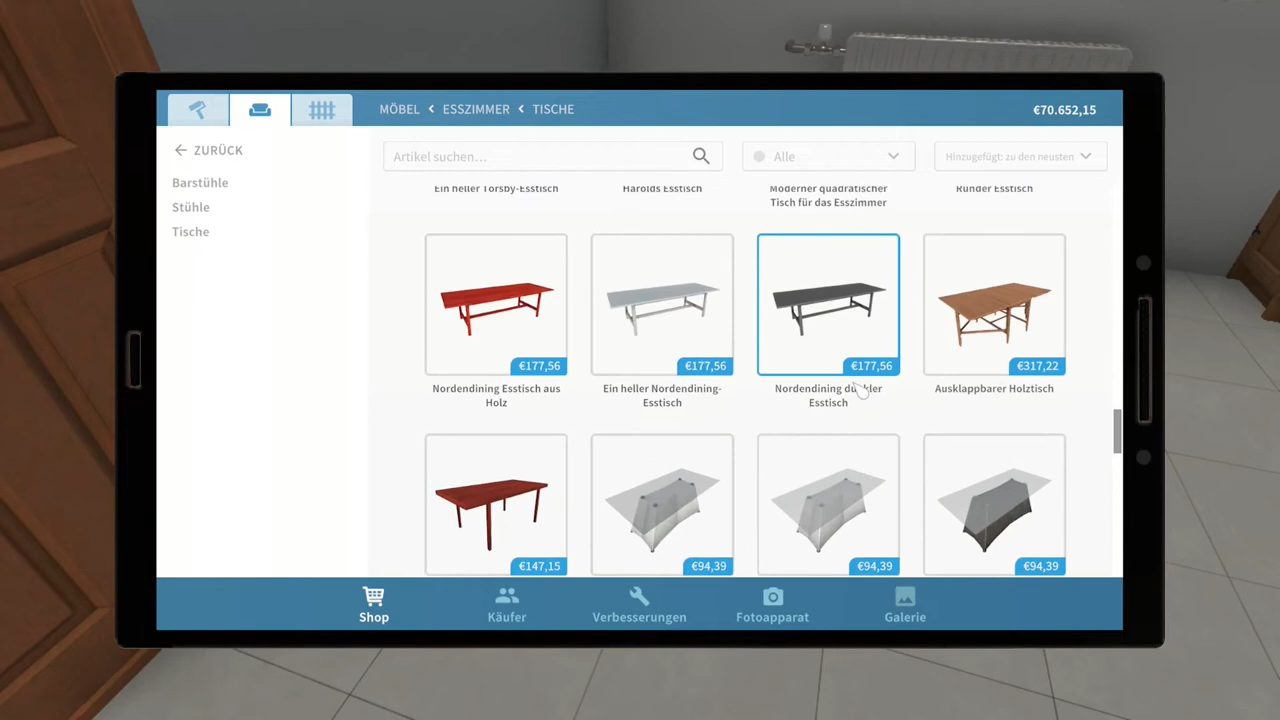 MÖBEL < ESSZIMMER < TISCHE
€70.652,15
ZURÜCK
Barstühle
Stühle
Tische
Artikel suchen...
Alle
Hinzugefügt: zu den neusten
Ein heller Torsby-Esstisch
Harolds Esstisch
Moderner quadratischer
Tisch für das Esszimmer
Runder Esstisch
€177,56
€177,56
€177,56
€317,22
Nordendining Esstisch aus
Holz
Ein heller Nordendining-
Esstisch
Nordendining dunkler
Esstisch
Ausklappbarer Holztisch
€147,15
€94,39
€94,39
€94,39
Shop
Käufer
Verbesserungen
Fotoapparat
Galerie